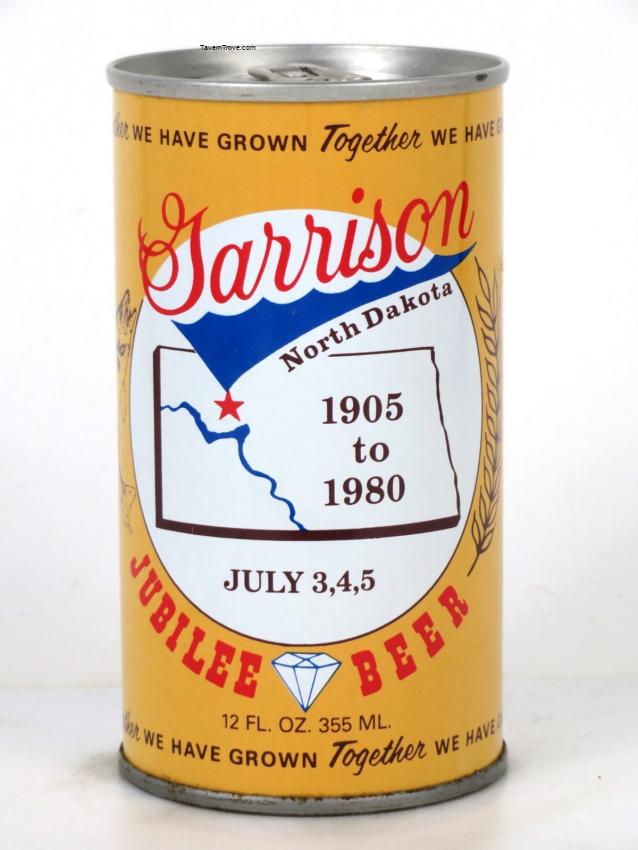 TavernTrove.com
WE HAVE GROWN Together WE HAVE
Garrison
North Dakota
1905
to
1980
JULY 3,4,5
JUBILEE BEER
12 FL. OZ. 355 ML.
WE HAVE GROWN Together WE HAVE